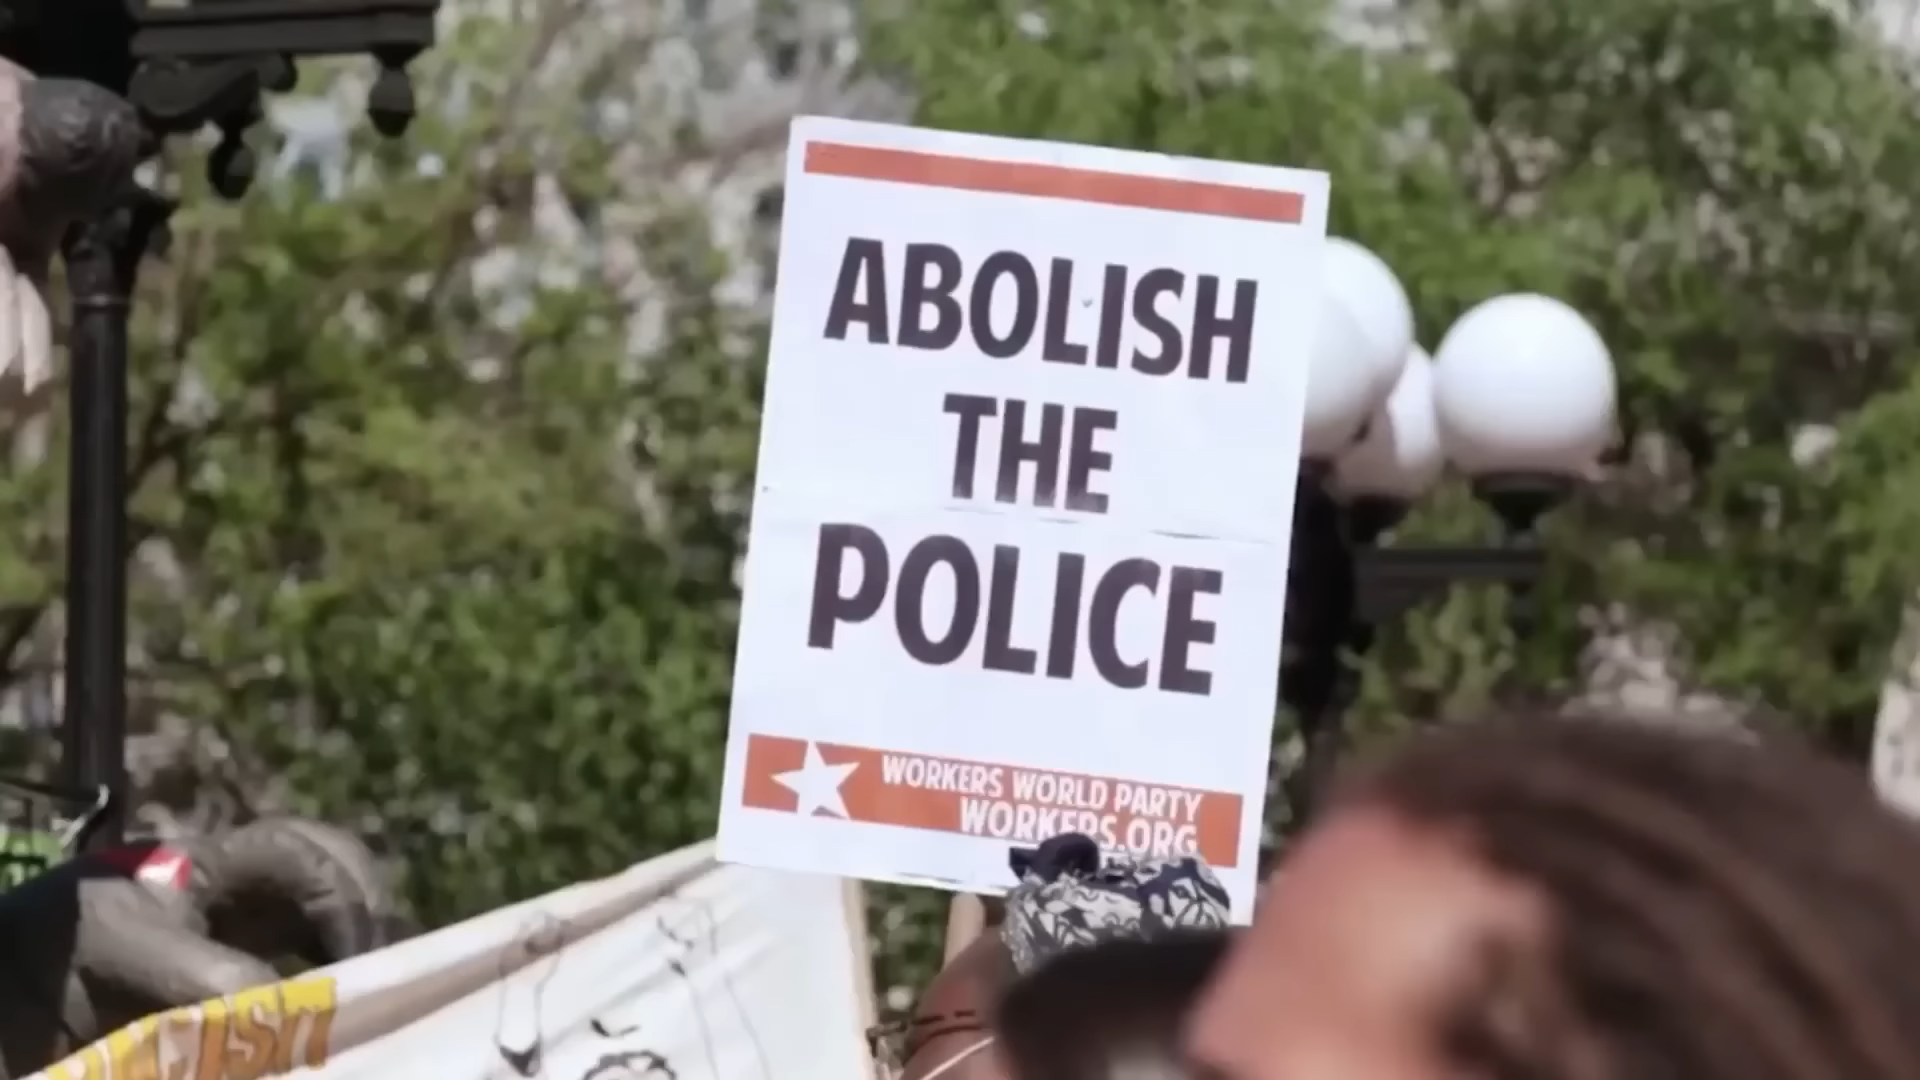 ABOLISH
THE
POLICE
WORKERS WORLD PARTY
WORKERS.ORG